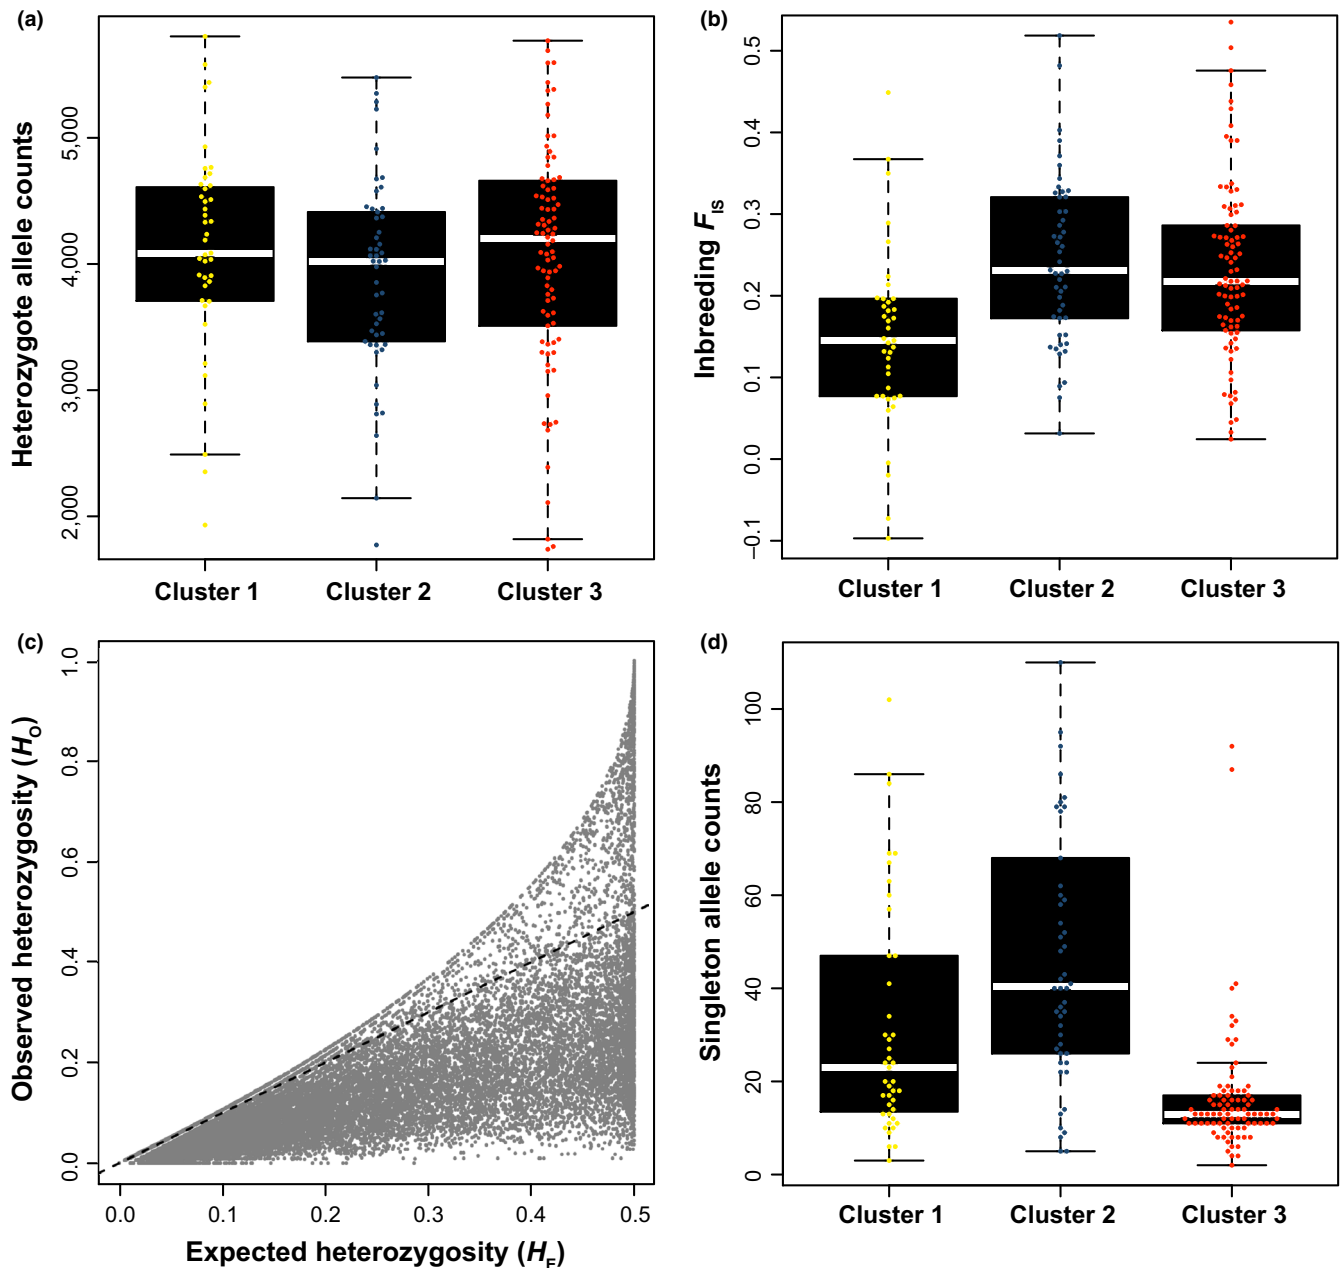 (a)
Heterozygote allele counts
5,000
4,000
3,000
2,000
Cluster 1
Cluster 2
Cluster 3
(b)
Inbreeding F_IS
0.5
0.4
0.3
0.2
0.1
0.0
−0.1
Cluster 1
Cluster 2
Cluster 3
(c)
Observed heterozygosity (H_O)
1.0
0.8
0.6
0.4
0.2
0.0
0.0
0.1
0.2
0.3
0.4
0.5
Expected heterozygosity (H_E)
(d)
Singleton allele counts
100
80
60
40
20
0
Cluster 1
Cluster 2
Cluster 3